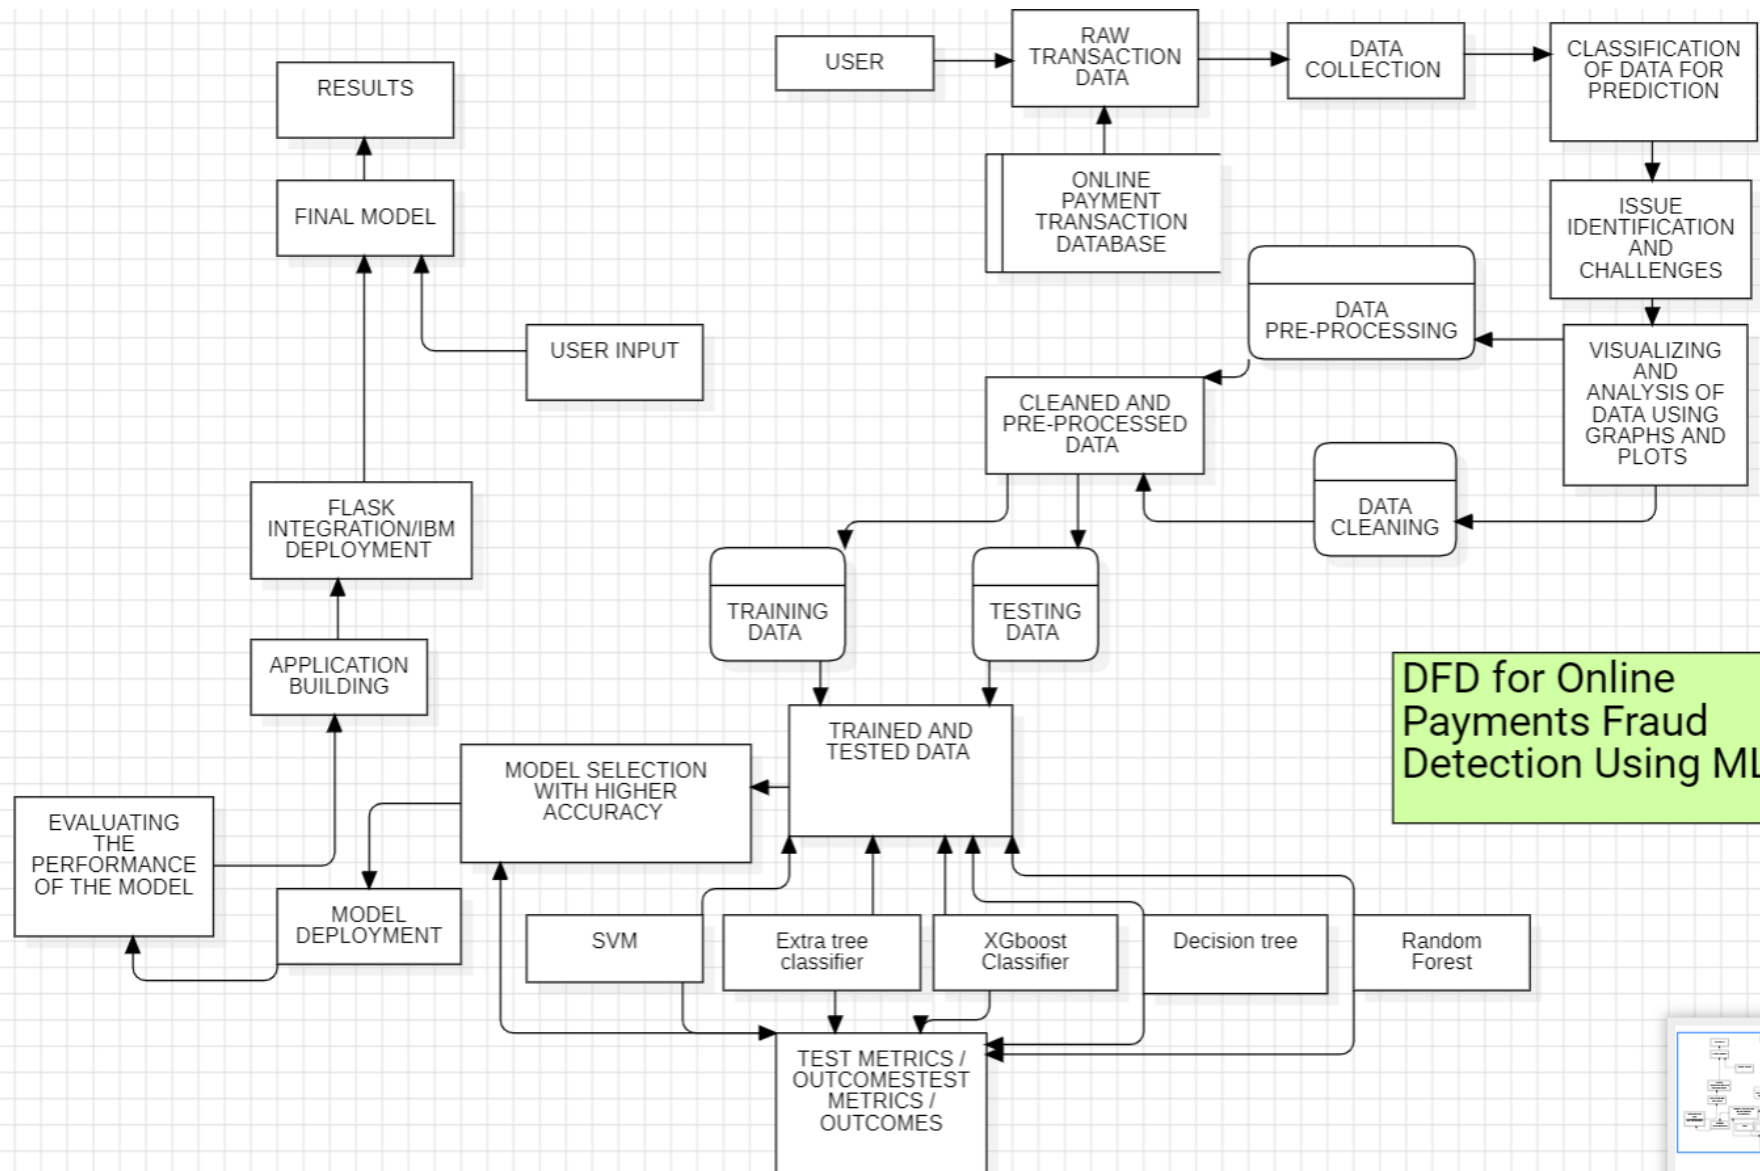 USER
RAW
TRANSACTION
DATA
DATA
COLLECTION
CLASSIFICATION
OF DATA FOR
PREDICTION
RESULTS
FINAL MODEL
ONLINE
PAYMENT
TRANSACTION
DATABASE
ISSUE
IDENTIFICATION
AND
CHALLENGES
DATA
PRE-PROCESSING
USER INPUT
VISUALIZING
AND
ANALYSIS OF
DATA USING
GRAPHS AND
PLOTS
CLEANED AND
PRE-PROCESSED
DATA
DATA
CLEANING
FLASK
INTEGRATION/IBM
DEPLOYMENT
TRAINING
DATA
TESTING
DATA
APPLICATION
BUILDING
DFD for Online
Payments Fraud
Detection Using ML
TRAINED AND
TESTED DATA
MODEL SELECTION
WITH HIGHER
ACCURACY
EVALUATING
THE
PERFORMANCE
OF THE MODEL
MODEL
DEPLOYMENT
SVM
Extra tree
classifier
XGboost
Classifier
Decision tree
Random
Forest
TEST METRICS /
OUTCOMESTEST
METRICS /
OUTCOMES